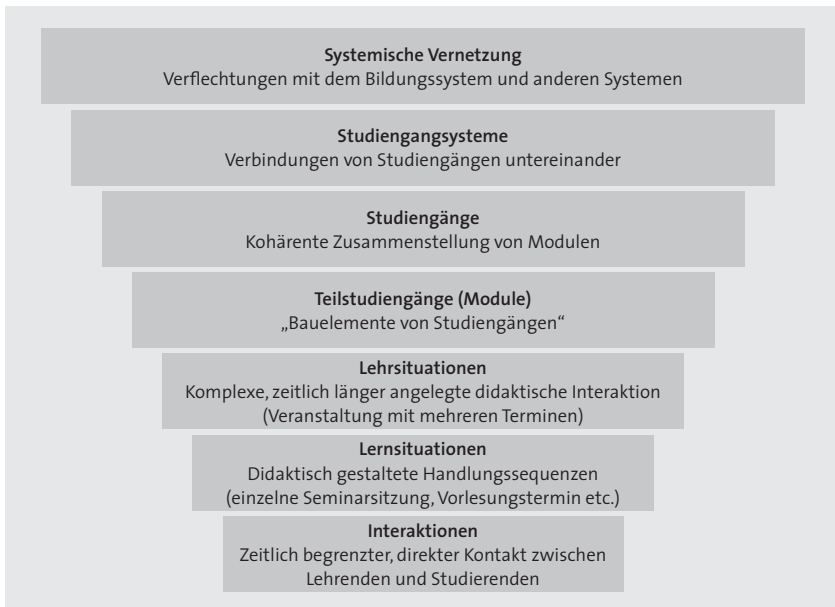 Systemische Vernetzung
Verflechtungen mit dem Bildungssystem und anderen Systemen
Studiengangsysteme
Verbindungen von Studiengängen untereinander
Studiengänge
Kohärente Zusammenstellung von Modulen
Teilstudiengänge (Module)
„Bauelemente von Studiengängen“
Lehrsituationen
Komplexe, zeitlich länger angelegte didaktische Interaktion
(Veranstaltung mit mehreren Terminen)
Lernsituationen
Didaktisch gestaltete Handlungssequenzen
(einzelne Seminarsitzung, Vorlesungstermin etc.)
Interaktionen
Zeitlich begrenzter, direkter Kontakt zwischen
Lehrenden und Studierenden